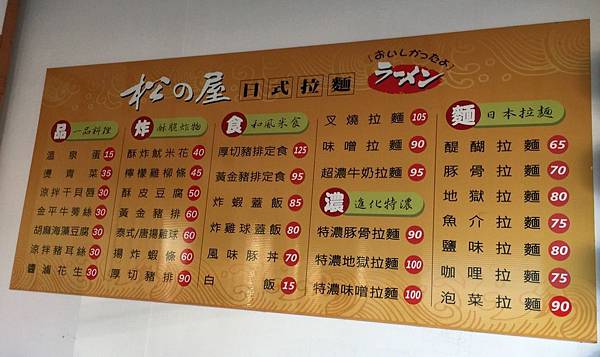 松の屋 日式拉麵
おいしかったよ
ラーメン
品 一品料理
溫泉蛋 15
燙青菜 35
涼拌干貝唇 30
金平牛蒡絲 30
胡麻海藻豆腐 30
涼拌豬耳絲 30
鹽滷花生 30
炸 酥脆炸物
酥炸魷米花 40
檸檬雞柳條 45
酥皮豆腐 50
黃金豬排 60
泰式/唐揚雞球 60
揚炸蝦條 60
厚切豬排 90
食 和風米食
厚切豬排定食 125
黃金豬排定食 95
炸蝦蓋飯 85
炸雞球蓋飯 80
風味豚丼 70
白飯 15
叉燒拉麵 105
味噌拉麵 90
超濃牛奶拉麵 95
濃 進化特濃
特濃豚骨拉麵 90
特濃地獄拉麵 100
特濃味噌拉麵 100
麵 日本拉麵
醍醐拉麵 65
豚骨拉麵 70
地獄拉麵 80
魚介拉麵 75
鹽味拉麵 80
咖哩拉麵 75
泡菜拉麵 90